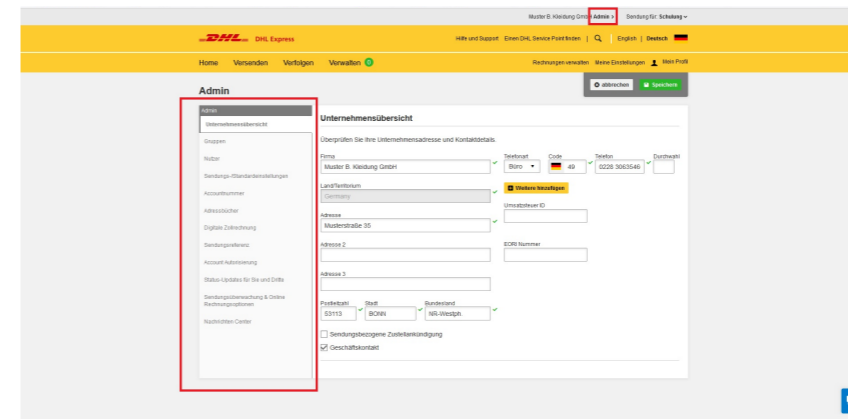 Muster B. Kleidung GmbH Admin > Sendung für: Schulung
DHL DHL Express Hilfe und Support Einen DHL Service Point finden | English | Deutsch
Home Versenden Verfolgen Verwalten 0 Rechnungen verwalten Meine Einstellungen Mein Profil
Admin abbrechen Speichern
Admin
Unternehmensübersicht
Gruppen
Nutzer
Sendungs-/Standardeinstellungen
Accountnummer
Adressbücher
Digitale Zollrechnung
Sendungsreferenz
Account Autorisierung
Status-Updates für Sie und Dritte
Sendungsüberwachung & Online
Rechnungsoptionen
Nachrichten Center
Unternehmensübersicht
Überprüfen Sie Ihre Unternehmensadresse und Kontaktdetails.
Firma Telefonart Code Telefon Durchwahl
Muster B. Kleidung GmbH Büro 49 0228 3063546
Land/Territorium
Germany Weitere hinzufügen
Umsatzsteuer ID
Adresse
Musterstraße 35
Adresse 2 EORI Nummer
Adresse 3
Postleitzahl Stadt Bundesland
53113 BONN NR-Westph.
Sendungsbezogene Zustellankündigung
Geschäftskontakt